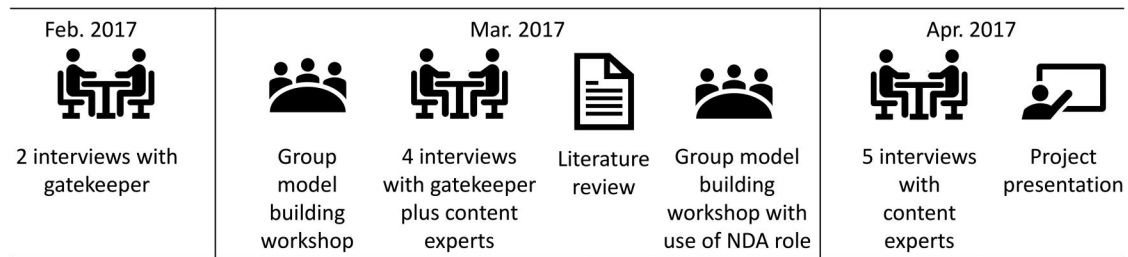 Feb. 2017
2 interviews with
gatekeeper
Mar. 2017
Group
model
building
workshop
4 interviews
with gatekeeper
plus content
experts
Literature
review
Group model
building
workshop with
use of NDA role
Apr. 2017
5 interviews
with
content
experts
Project
presentation